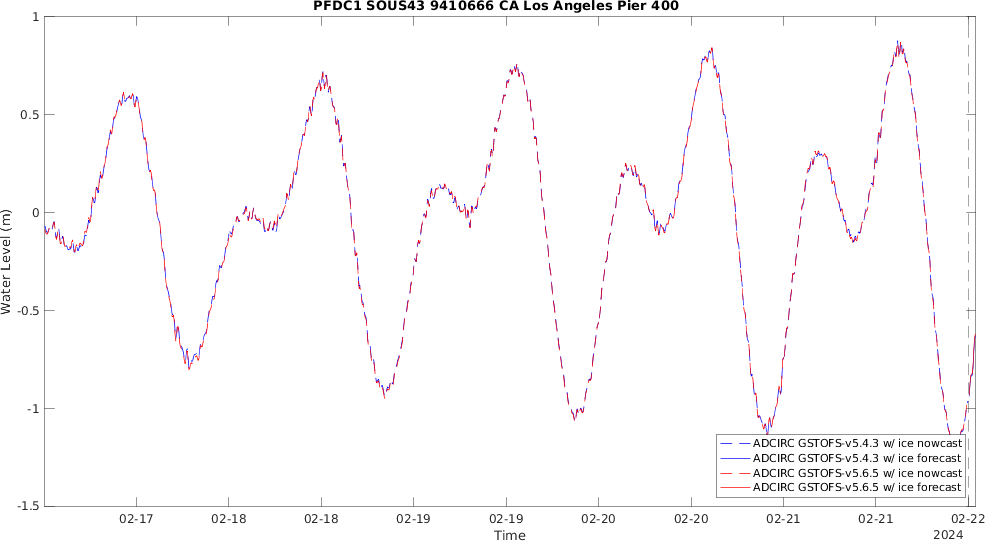 PFDC1 SOUS43 9410666 CA Los Angeles Pier 400
1
0.5
0
-0.5
-1
-1.5
Water Level (m)
ADCIRC GSTOFS-v5.4.3 w/ ice nowcast
ADCIRC GSTOFS-v5.4.3 w/ ice forecast
ADCIRC GSTOFS-v5.6.5 w/ ice nowcast
ADCIRC GSTOFS-v5.6.5 w/ ice forecast
02-17 02-18 02-18 02-19 02-19 02-20 02-20 02-21 02-21 02-22
Time
2024